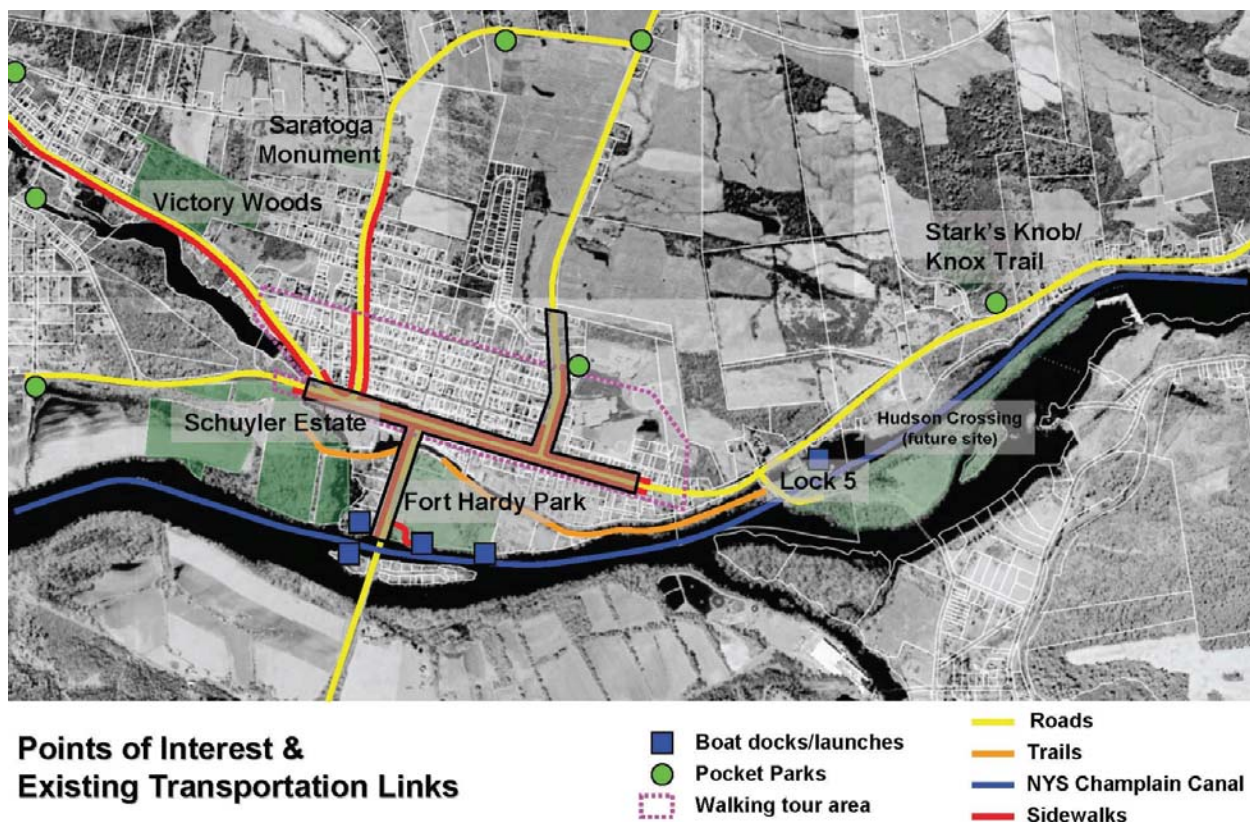 Saratoga
Monument
Victory Woods
Stark's Knob/
Knox Trail
Schuyler Estate
Hudson Crossing
(future site)
Lock 5
Fort Hardy Park
Points of Interest &
Existing Transportation Links
Boat docks/launches
Pocket Parks
Walking tour area
Roads
Trails
NYS Champlain Canal
Sidewalks